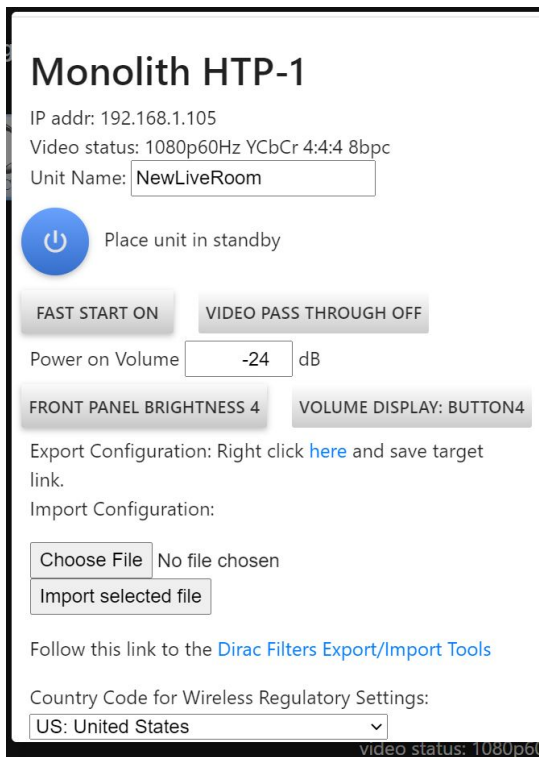 Monolith HTP-1
IP addr: 192.168.1.105
Video status: 1080p60Hz YCbCr 4:4:4 8bpc
Unit Name: NewLiveRoom
Place unit in standby
FAST START ON VIDEO PASS THROUGH OFF
Power on Volume -24 dB
FRONT PANEL BRIGHTNESS 4 VOLUME DISPLAY: BUTTON4
Export Configuration: Right click here and save target
link.
Import Configuration:
Choose File No file chosen
Import selected file
Follow this link to the Dirac Filters Export/Import Tools
Country Code for Wireless Regulatory Settings:
US: United States
video status: 1080p60